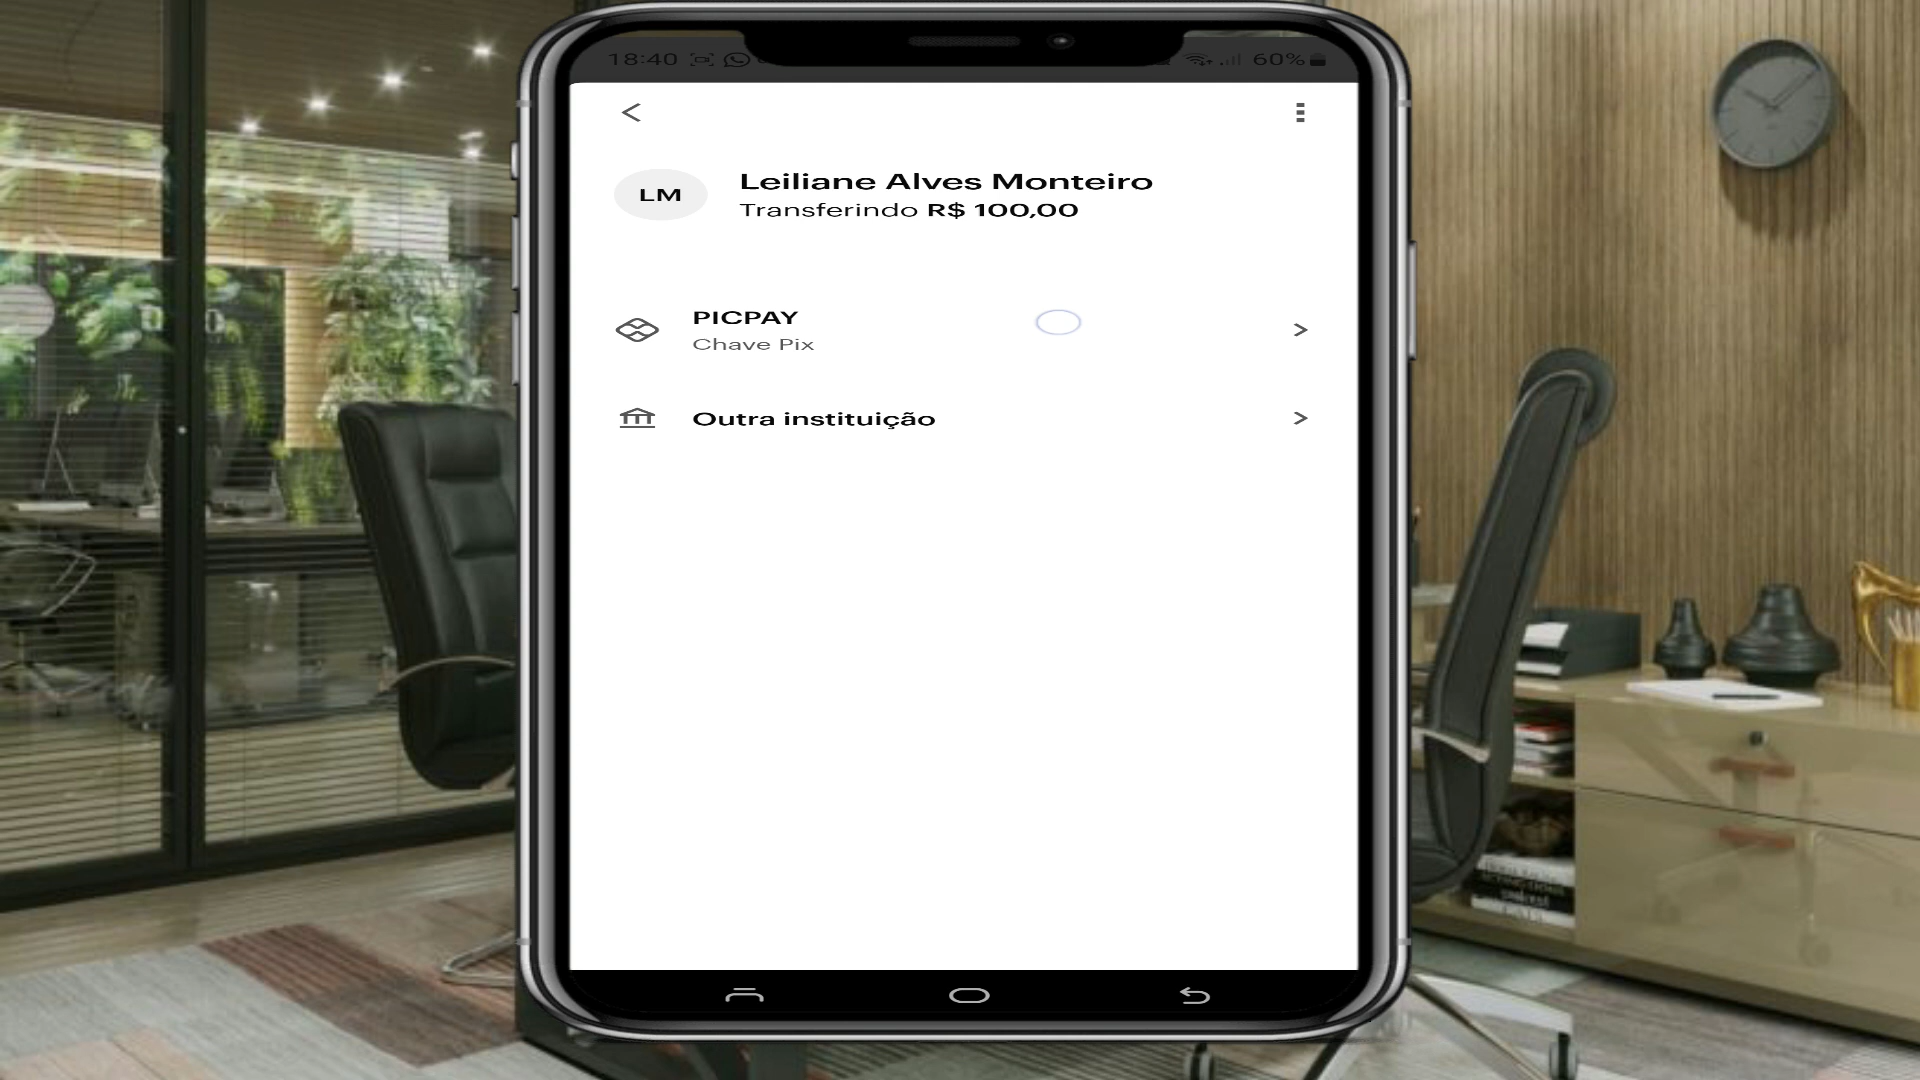 18:40
60%
LM
Leiliane Alves Monteiro
Transferindo R$ 100,00
PICPAY
Chave Pix
Outra instituição